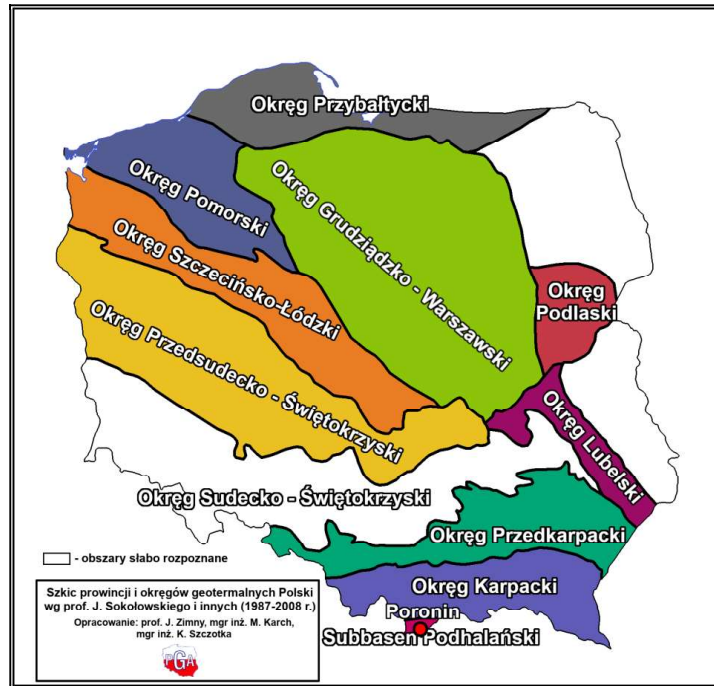 Okręg Przybałtycki
Okręg Pomorski
Okręg Grudziądzko - Warszawski
Okręg Szczecińsko-Łódzki
Okręg
Podlaski
Okręg Przedsudecko - Świętokrzyski
Okręg Lubelski
Okręg Sudecko - Świętokrzyski
Okręg Przedkarpacki
Okręg Karpacki
Poronin
Subbasen Podhalański
- obszary słabo rozpoznane
Szkic prowincji i okręgów geotermalnych Polski
wg prof. J. Sokołowskiego i innych (1987-2008 r.)
Opracowanie: prof. J. Zimny, mgr inż. M. Karch,
mgr inż. K. Szczotka
PGA